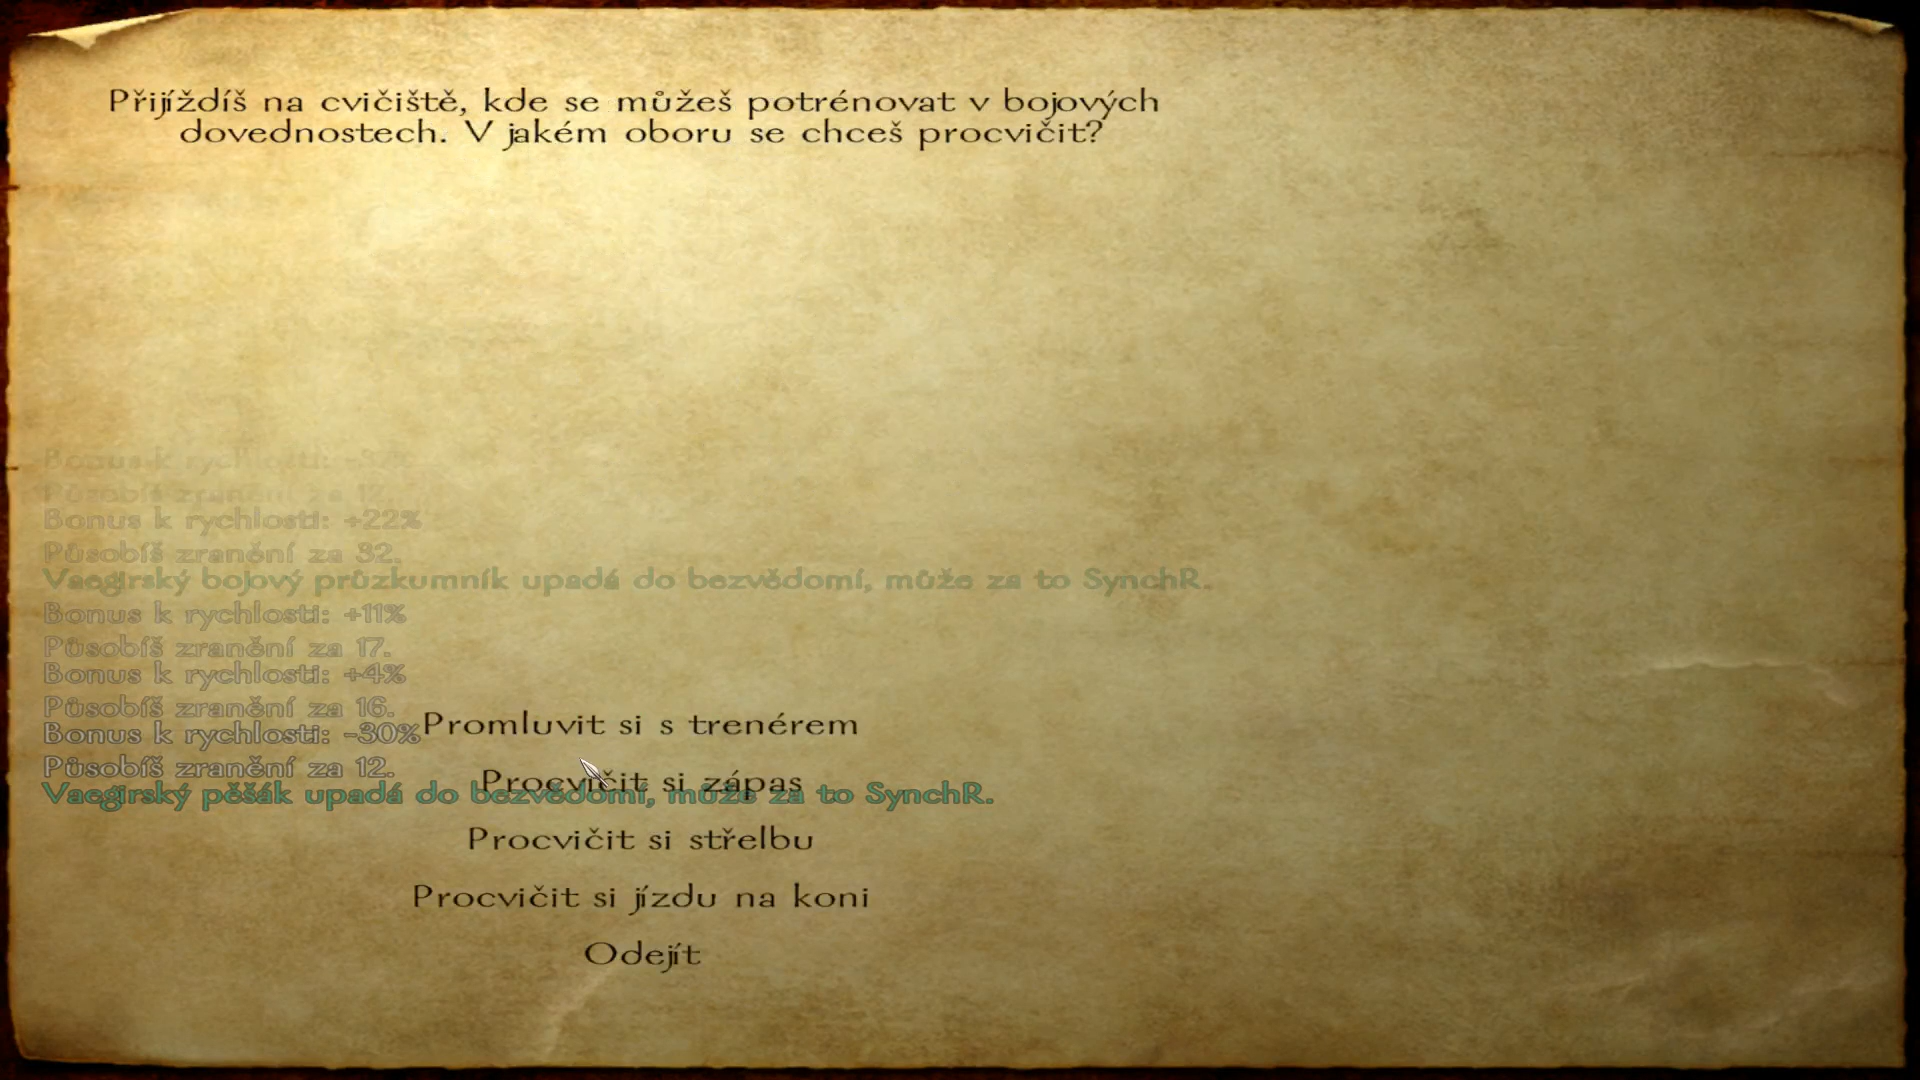 Přijíždíš na cvičiště, kde se můžeš potrénovat v bojových
dovednostech. V jakém oboru se chceš procvičit?
Bonus k rychlosti: -37%
Působíš zranění za 12.
Bonus k rychlosti: +22%
Působíš zranění za 32.
Vaegirský bojový průzkumník upadá do bezvědomí, může za to SynchR.
Bonus k rychlosti: +11%
Působíš zranění za 17.
Bonus k rychlosti: +4%
Působíš zranění za 16.
Bonus k rychlosti: -30%
Působíš zranění za 12.
Vaegirský pěšák upadá do bezvědomí, může za to SynchR.
Promluvit si s trenérem
Procvičit si zápas
Procvičit si střelbu
Procvičit si jízdu na koni
Odejít